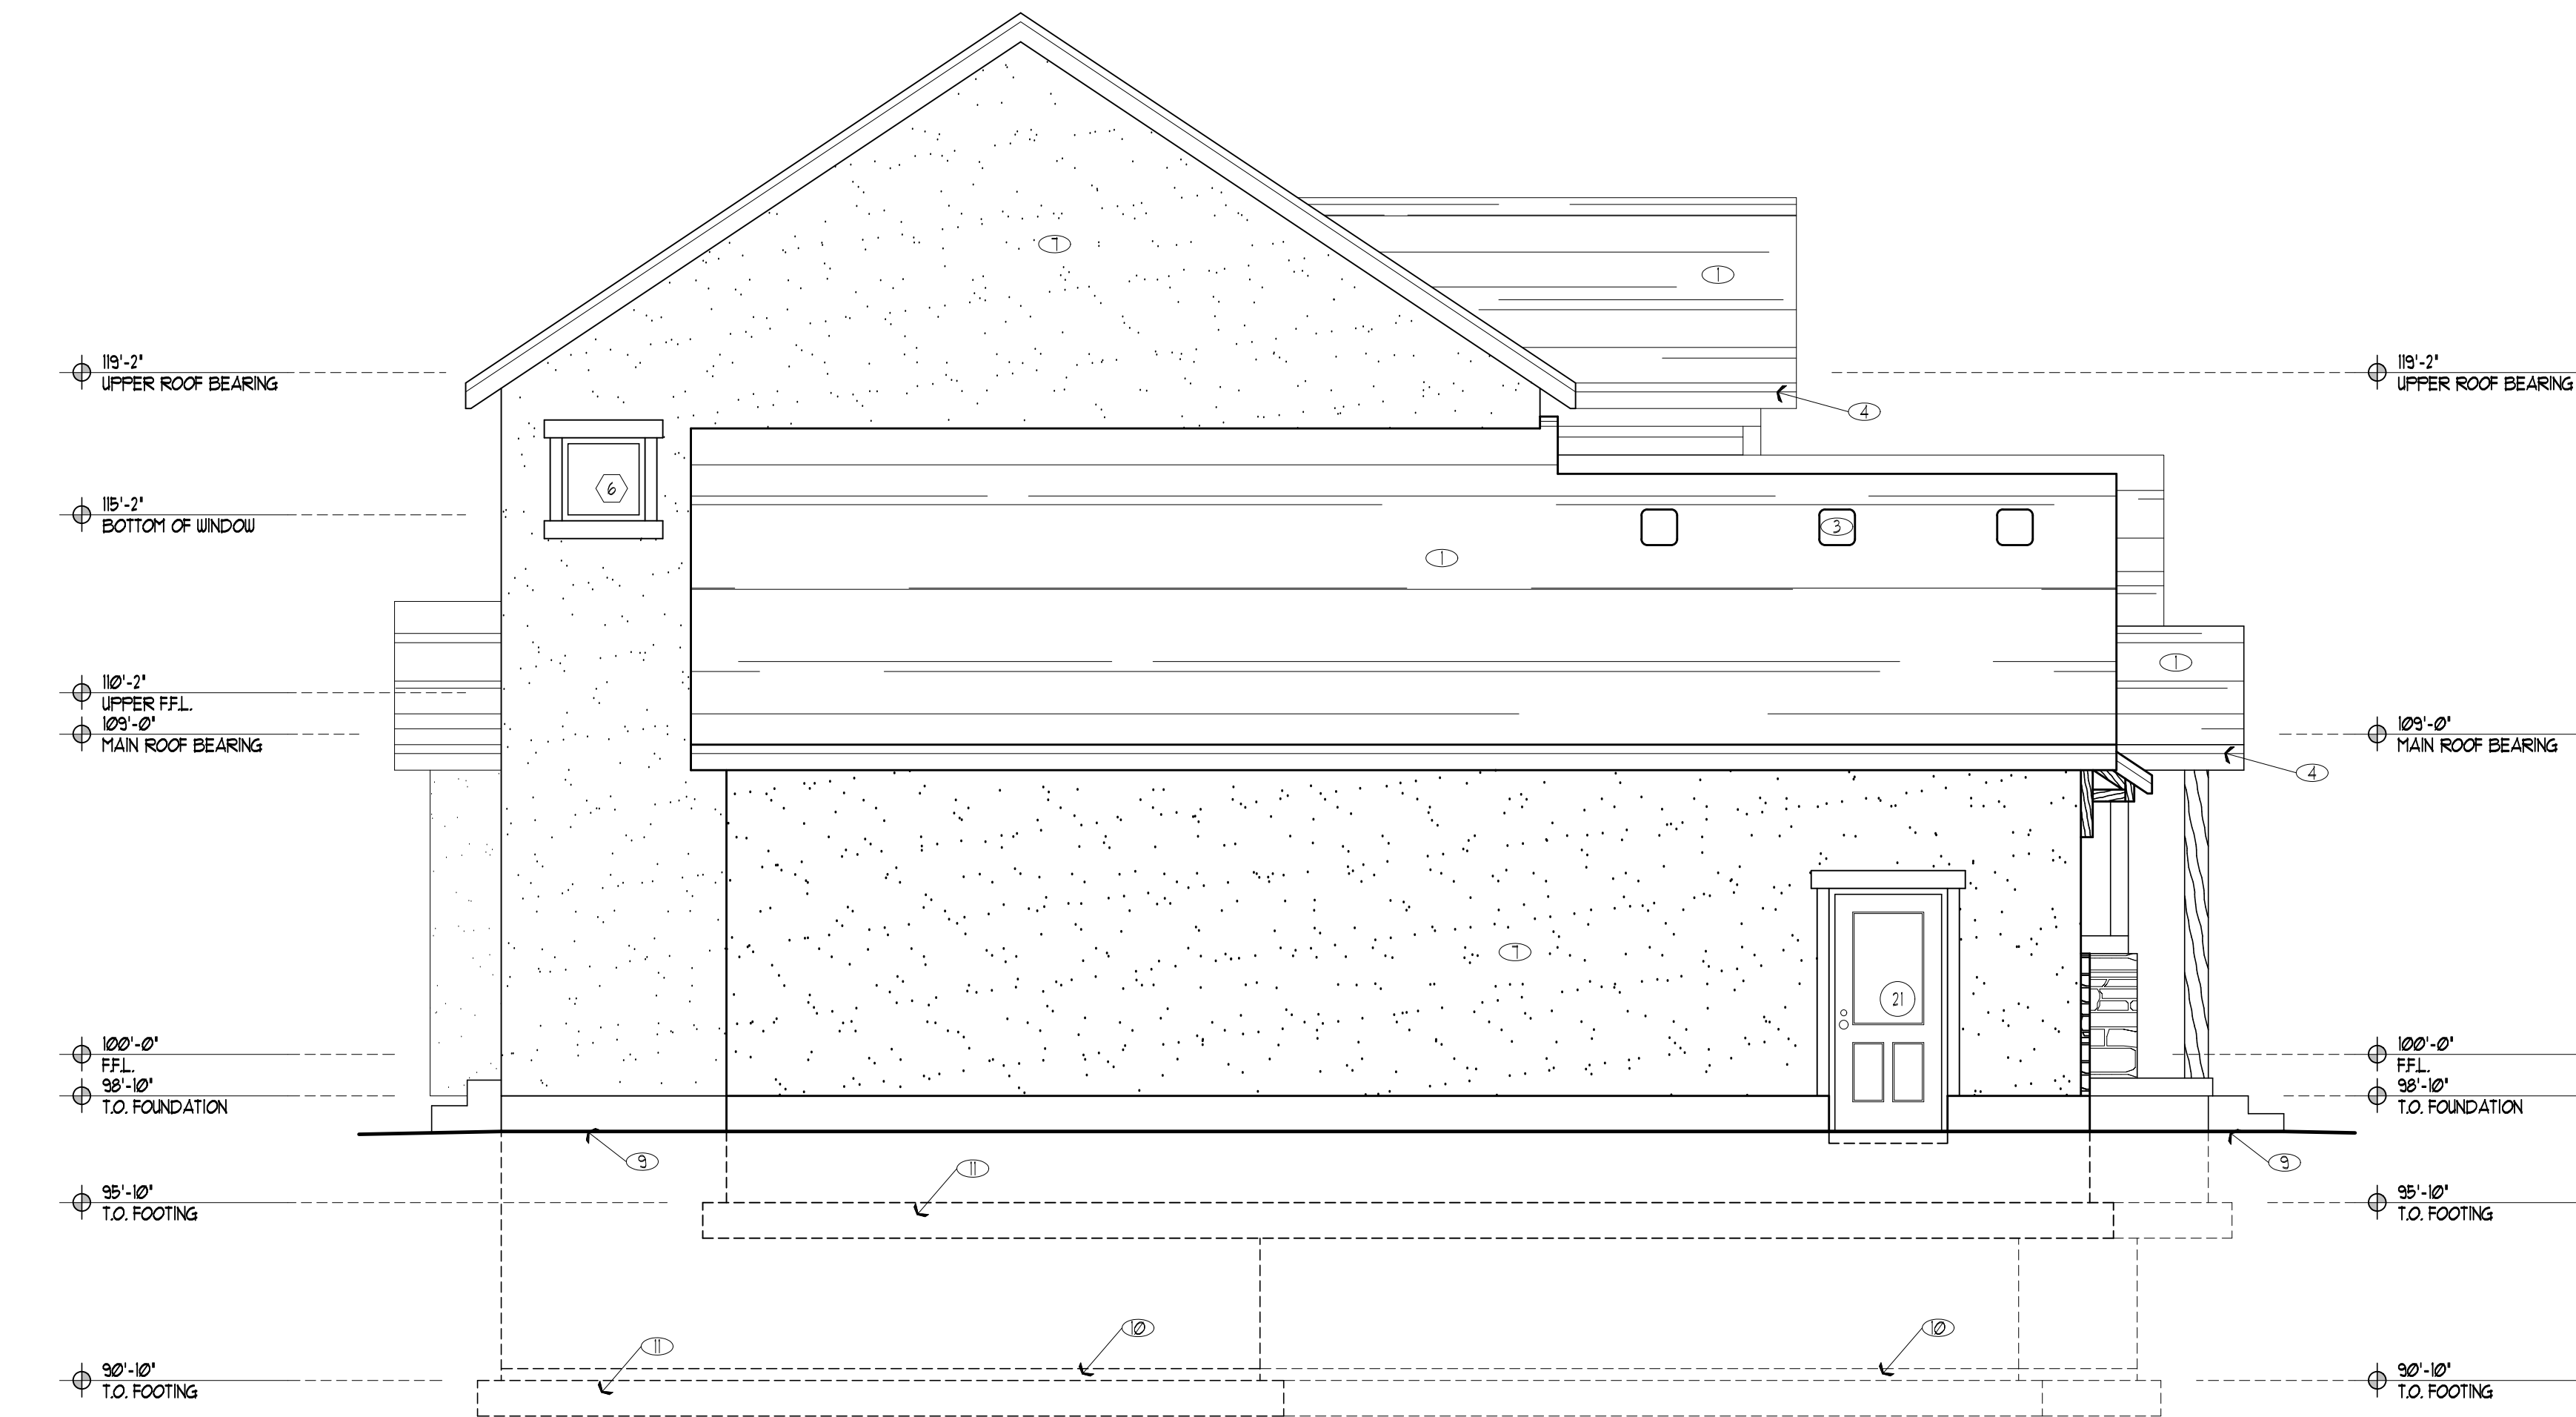 7
1
119'-2"
UPPER ROOF BEARING
119'-2"
UPPER ROOF BEARING
4
6
115'-2"
BOTTOM OF WINDOW
3
1
1
110'-2"
UPPER F.F.L.
109'-0"
MAIN ROOF BEARING
109'-0"
MAIN ROOF BEARING
4
7
21
100'-0"
F.F.L.
98'-10"
T.O. FOUNDATION
100'-0"
F.F.L.
98'-10"
T.O. FOUNDATION
9
9
11
95'-10"
T.O. FOOTING
95'-10"
T.O. FOOTING
10
10
11
90'-10"
T.O. FOOTING
90'-10"
T.O. FOOTING